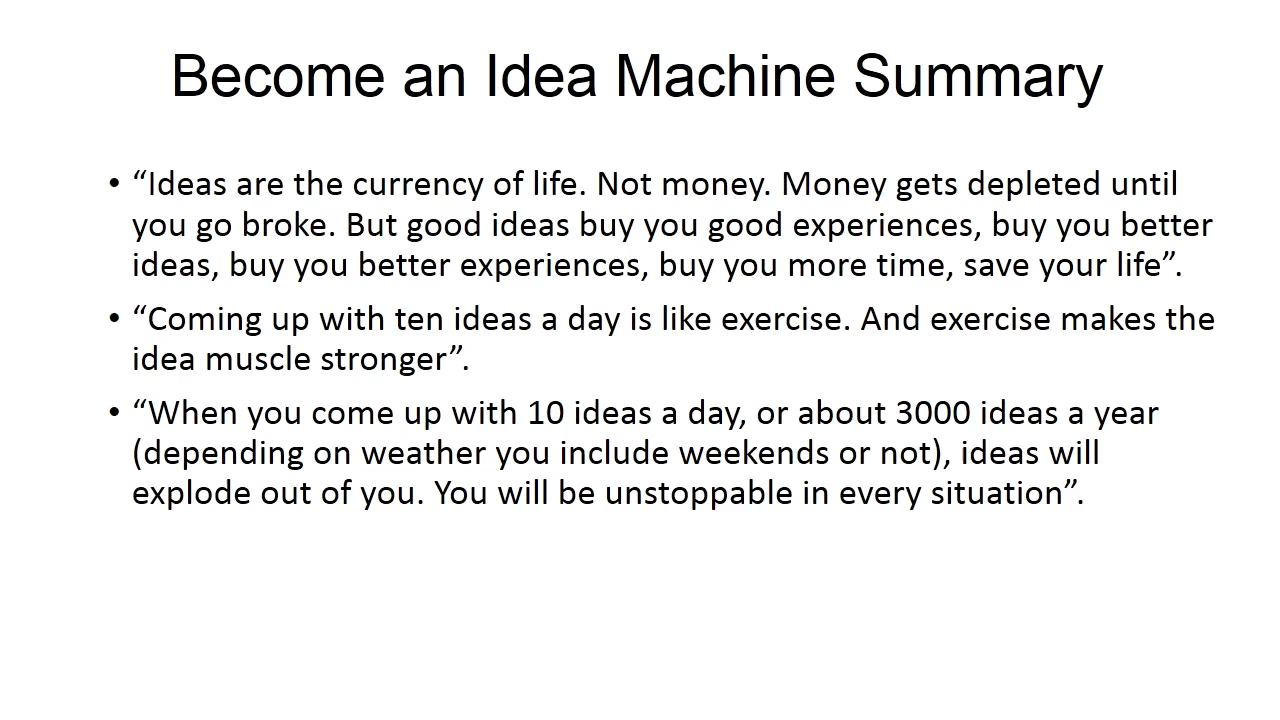 Become an Idea Machine Summary
• “Ideas are the currency of life. Not money. Money gets depleted until
you go broke. But good ideas buy you good experiences, buy you better
ideas, buy you better experiences, buy you more time, save your life”.
• “Coming up with ten ideas a day is like exercise. And exercise makes the
idea muscle stronger”.
• “When you come up with 10 ideas a day, or about 3000 ideas a year
(depending on weather you include weekends or not), ideas will
explode out of you. You will be unstoppable in every situation”.